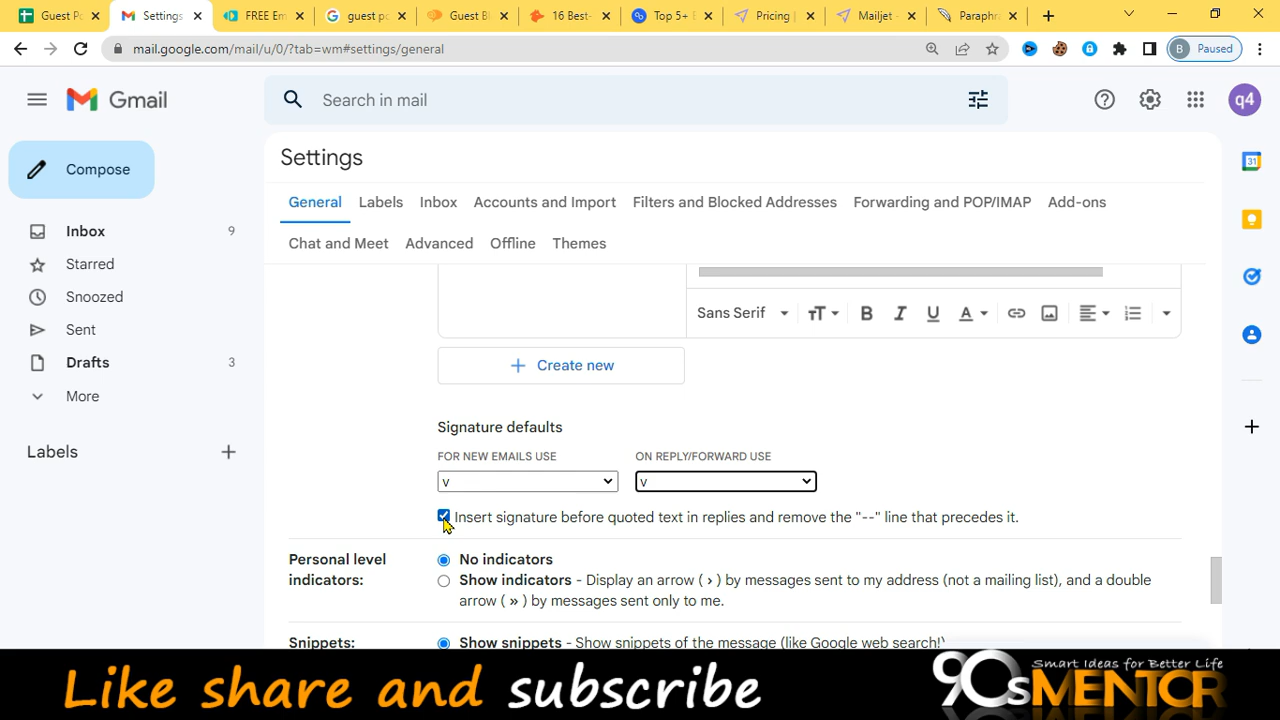 Guest Po
Settings
FREE Em
guest po
Guest Bl
16 Best-
Top 5+ E
Pricing |
Mailjet -
Paraphra
mail.google.com/mail/u/0/?tab=wm#settings/general
B Paused
Gmail
Search in mail
q4
Compose
Settings
31
General Labels Inbox Accounts and Import Filters and Blocked Addresses Forwarding and POP/IMAP Add-ons
Chat and Meet Advanced Offline Themes
Inbox 9
Starred
Snoozed
Sent
Drafts 3
More
Labels
Sans Serif
Create new
Signature defaults
FOR NEW EMAILS USE ON REPLY/FORWARD USE
v v
Insert signature before quoted text in replies and remove the "--" line that precedes it.
Personal level indicators:
No indicators
Show indicators - Display an arrow ( › ) by messages sent to my address (not a mailing list), and a double
arrow ( » ) by messages sent only to me.
Snippets:
Show snippets - Show snippets of the message (like Google web search!)
Like share and subscribe
Smart Ideas for Better Life
90sMENTOR